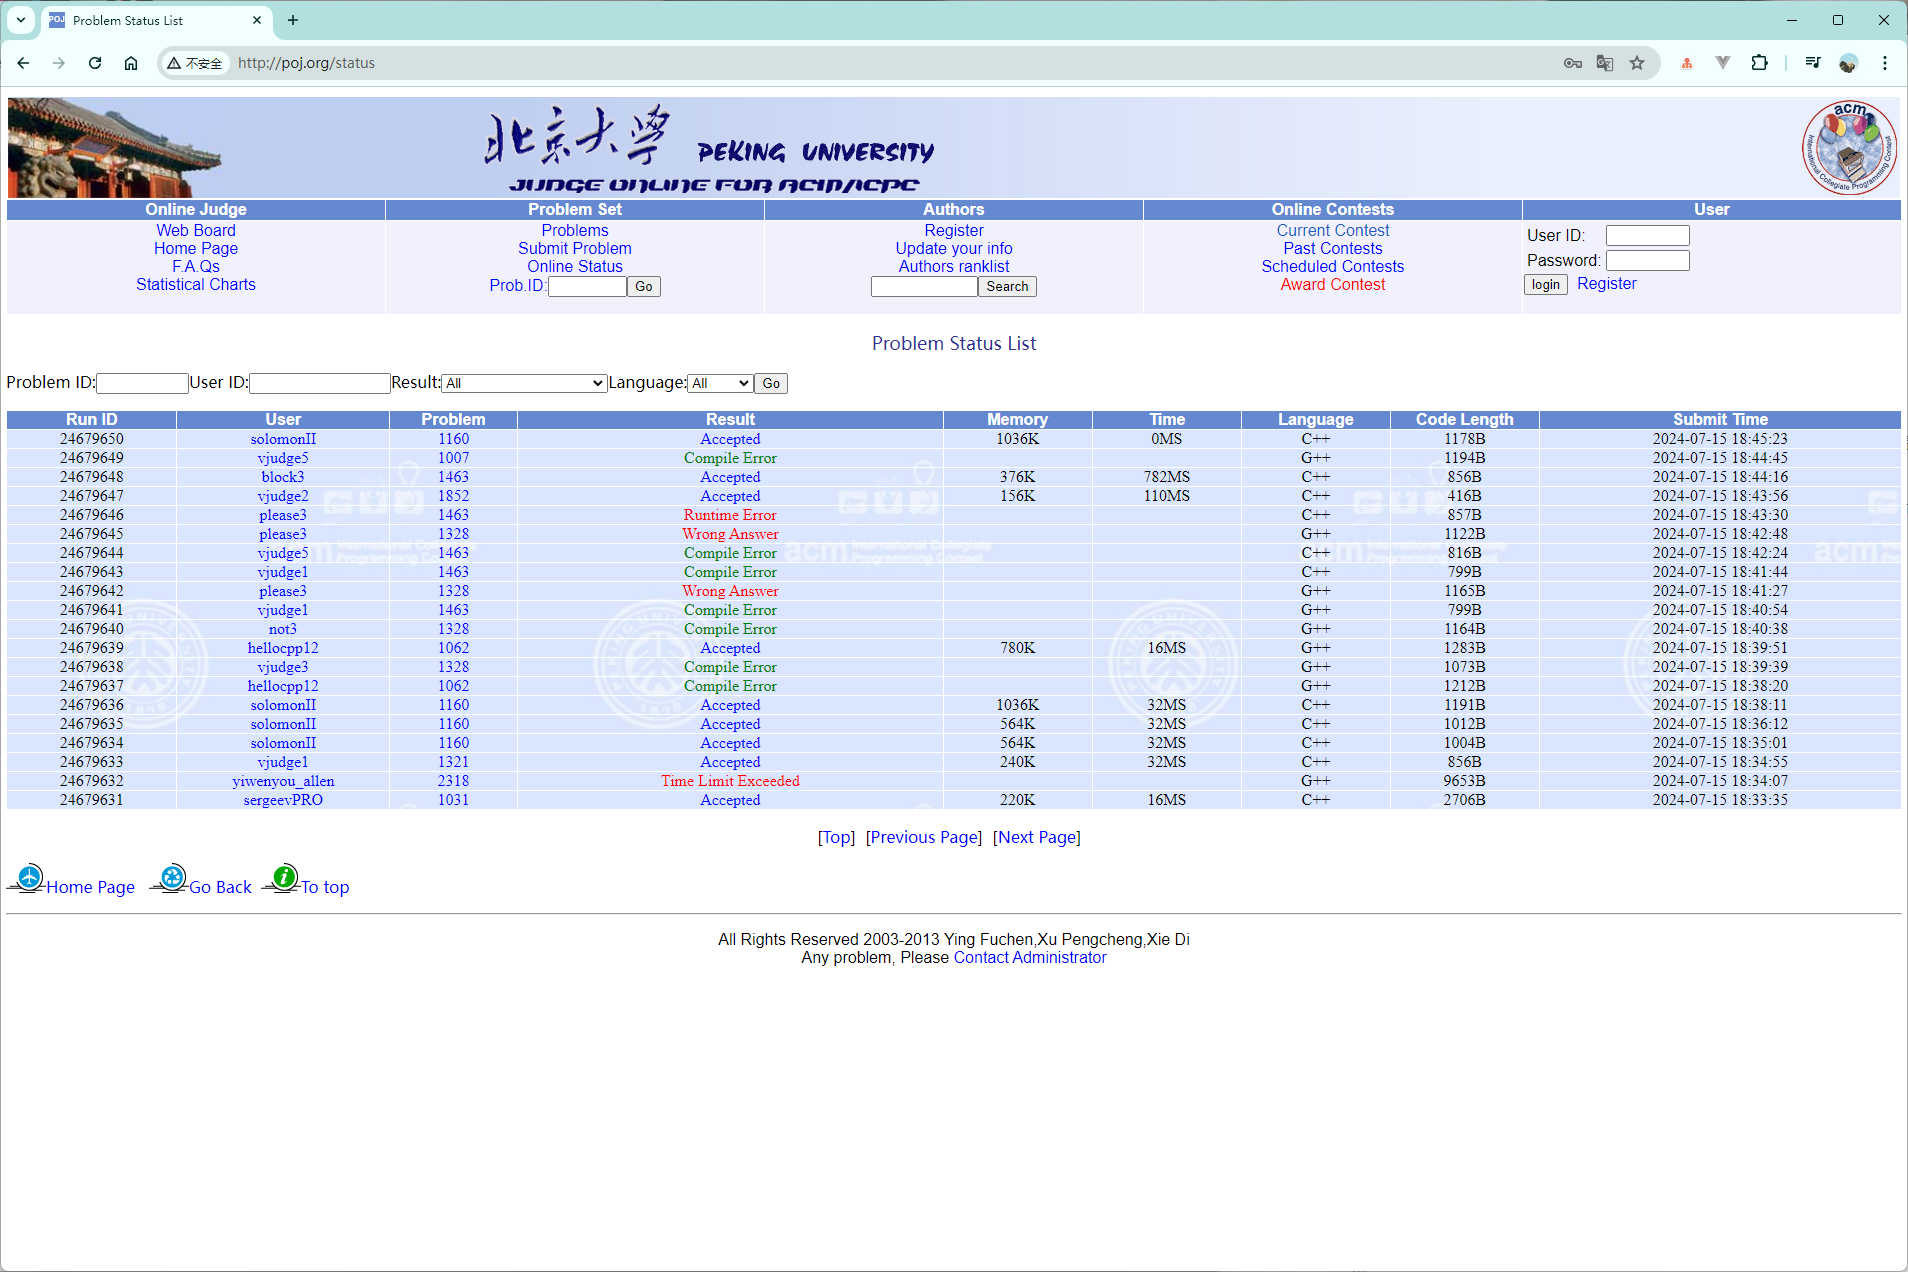 Problem Status List
不安全 http://poj.org/status
北京大学 PEKING UNIVERSITY
JUDGE ONLINE FOR ACM/ICPC
acm International Collegiate Programming Contest
Online Judge Problem Set Authors Online Contests User
Web Board Problems Register Current Contest User ID:
Home Page Submit Problem Update your info Past Contests
F.A.Qs Online Status Authors ranklist Scheduled Contests Password:
Statistical Charts Prob.ID: Go Search Award Contest login Register
Problem Status List
Problem ID: User ID: Result: All Language: All Go
Run ID User Problem Result Memory Time Language Code Length Submit Time
24679650 solomonII 1160 Accepted 1036K 0MS C++ 1178B 2024-07-15 18:45:23
24679649 vjudge5 1007 Compile Error G++ 1194B 2024-07-15 18:44:45
24679648 block3 1463 Accepted 376K 782MS C++ 856B 2024-07-15 18:44:16
24679647 vjudge2 1852 Accepted 156K 110MS C++ 416B 2024-07-15 18:43:56
24679646 please3 1463 Runtime Error C++ 857B 2024-07-15 18:43:30
24679645 please3 1328 Wrong Answer G++ 1122B 2024-07-15 18:42:48
24679644 vjudge5 1463 Compile Error C++ 816B 2024-07-15 18:42:24
24679643 vjudge1 1463 Compile Error C++ 799B 2024-07-15 18:41:44
24679642 please3 1328 Wrong Answer G++ 1165B 2024-07-15 18:41:27
24679641 vjudge1 1463 Compile Error G++ 799B 2024-07-15 18:40:54
24679640 not3 1328 Compile Error G++ 1164B 2024-07-15 18:40:38
24679639 hellocpp12 1062 Accepted 780K 16MS G++ 1283B 2024-07-15 18:39:51
24679638 vjudge3 1328 Compile Error G++ 1073B 2024-07-15 18:39:39
24679637 hellocpp12 1062 Compile Error G++ 1212B 2024-07-15 18:38:20
24679636 solomonII 1160 Accepted 1036K 32MS C++ 1191B 2024-07-15 18:38:11
24679635 solomonII 1160 Accepted 564K 32MS C++ 1012B 2024-07-15 18:36:12
24679634 solomonII 1160 Accepted 564K 32MS C++ 1004B 2024-07-15 18:35:01
24679633 vjudge1 1321 Accepted 240K 32MS C++ 856B 2024-07-15 18:34:55
24679632 yiwenyou_allen 2318 Time Limit Exceeded G++ 9653B 2024-07-15 18:34:07
24679631 sergeevPRO 1031 Accepted 220K 16MS C++ 2706B 2024-07-15 18:33:35
[Top] [Previous Page] [Next Page]
Home Page Go Back To top
All Rights Reserved 2003-2013 Ying Fuchen,Xu Pengcheng,Xie Di
Any problem, Please Contact Administrator